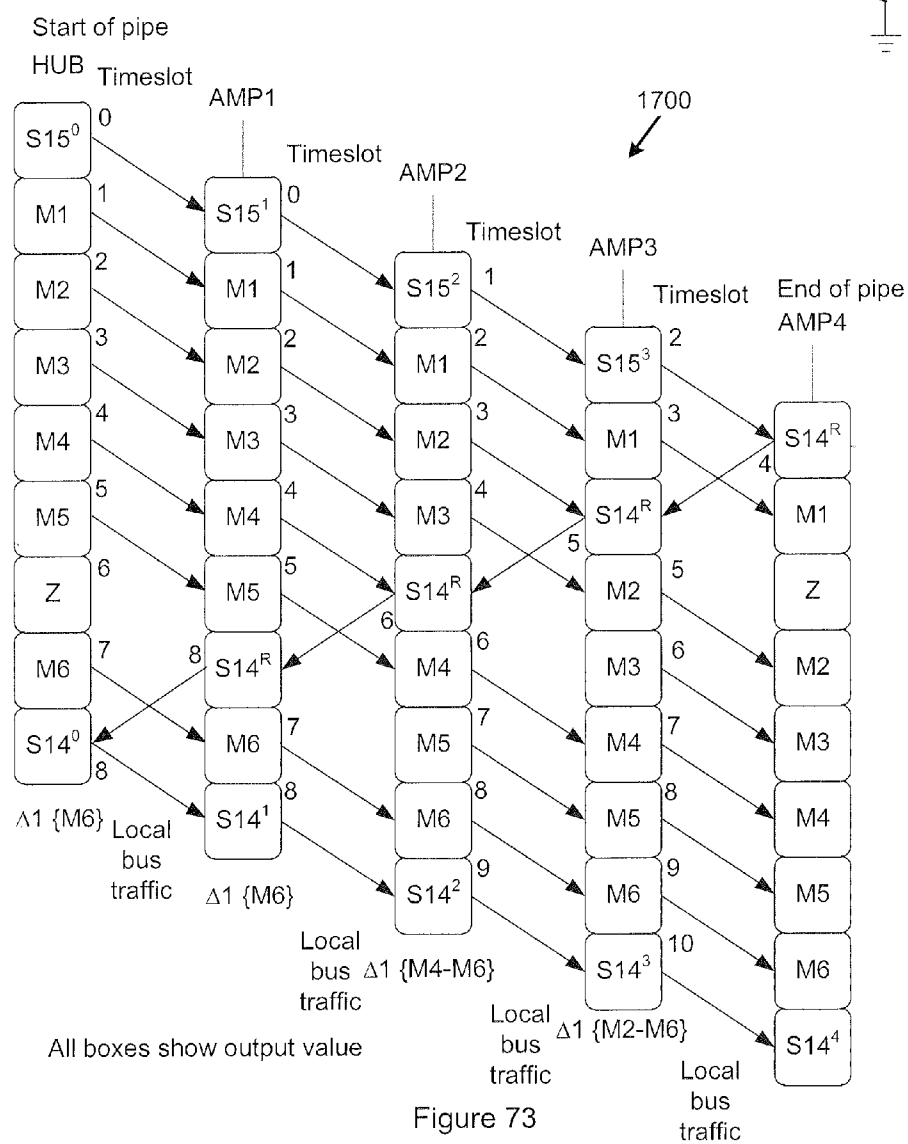 Start of pipe
HUB
Timeslot
AMP1
Timeslot
AMP2
Timeslot
AMP3
Timeslot
End of pipe
AMP4
1700
S15⁰ 0
M1 1
M2 2
M3 3
M4 4
M5 5
Z 6
M6 7
S14⁰ 8
Δ1 {M6}
Local
bus
traffic
S15¹ 0
M1 1
M2 2
M3 3
M4 4
M5 5
8 S14ᴿ
M6 7
S14¹ 8
Δ1 {M6}
Local
bus
traffic
S15² 1
M1 2
M2 3
M3 4
6 S14ᴿ
M4 6
M5 7
M6 8
S14² 9
Δ1 {M4-M6}
Local
bus
traffic
S15³ 2
M1 3
5 S14ᴿ
M2 5
M3 6
M4 7
M5 8
M6 9
S14³ 10
Δ1 {M2-M6}
Local
bus
traffic
4 S14ᴿ
M1
Z
M2
M3
M4
M5
M6
S14⁴
All boxes show output value
Figure 73